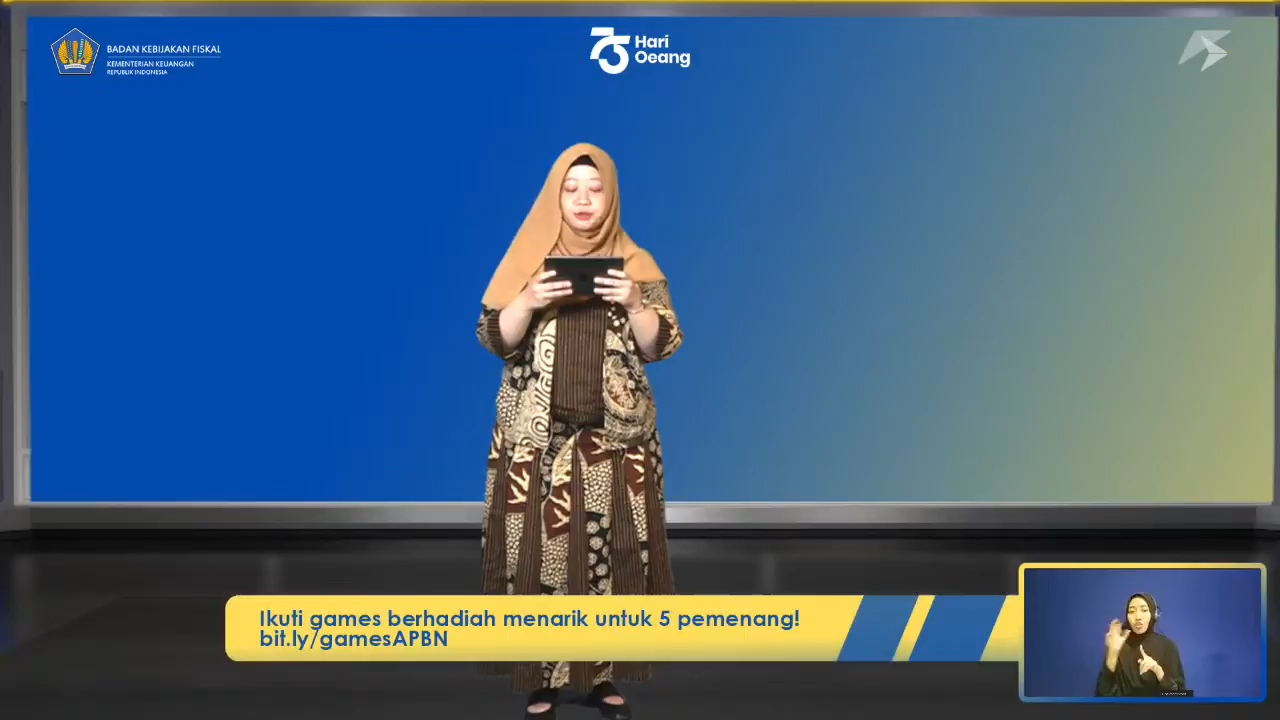 BADAN KEBIJAKAN FISKAL
KEMENTERIAN KEUANGAN
REPUBLIK INDONESIA
75 Hari
Oeang
Ikuti games berhadiah menarik untuk 5 pemenang!
bit.ly/gamesAPBN